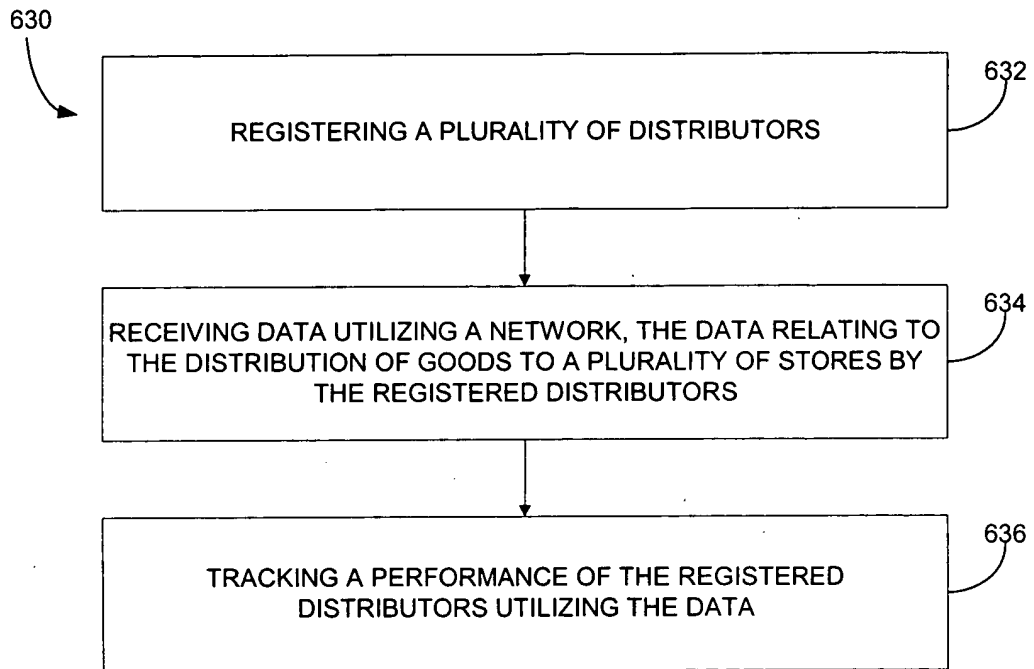 630
632
REGISTERING A PLURALITY OF DISTRIBUTORS
634
RECEIVING DATA UTILIZING A NETWORK, THE DATA RELATING TO
THE DISTRIBUTION OF GOODS TO A PLURALITY OF STORES BY
THE REGISTERED DISTRIBUTORS
636
TRACKING A PERFORMANCE OF THE REGISTERED
DISTRIBUTORS UTILIZING THE DATA